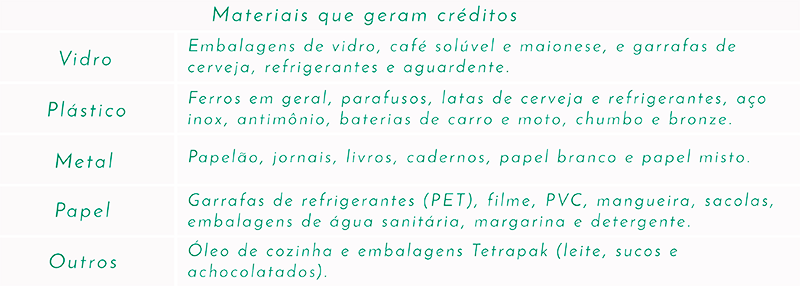 Materiais que geram créditos
Vidro
Embalagens de vidro, café solúvel e maionese, e garrafas de
cerveja, refrigerantes e aguardente.
Plástico
Ferros em geral, parafusos, latas de cerveja e refrigerantes, aço
inox, antimônio, baterias de carro e moto, chumbo e bronze.
Metal
Papelão, jornais, livros, cadernos, papel branco e papel misto.
Papel
Garrafas de refrigerantes (PET), filme, PVC, mangueira, sacolas,
embalagens de água sanitária, margarina e detergente.
Outros
Óleo de cozinha e embalagens Tetrapak (leite, sucos e
achocolatados).